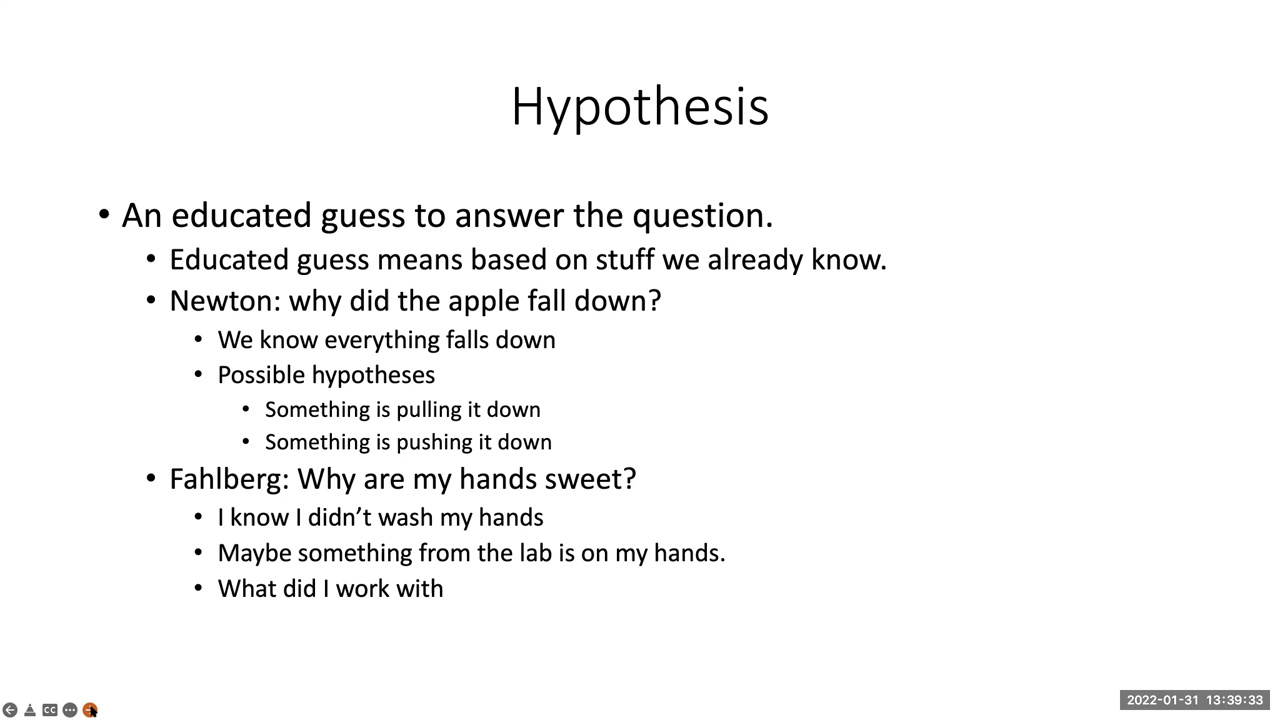 Hypothesis
• An educated guess to answer the question.
• Educated guess means based on stuff we already know.
• Newton: why did the apple fall down?
• We know everything falls down
• Possible hypotheses
• Something is pulling it down
• Something is pushing it down
• Fahlberg: Why are my hands sweet?
• I know I didn’t wash my hands
• Maybe something from the lab is on my hands.
• What did I work with
CC
2022-01-31 13:39:33